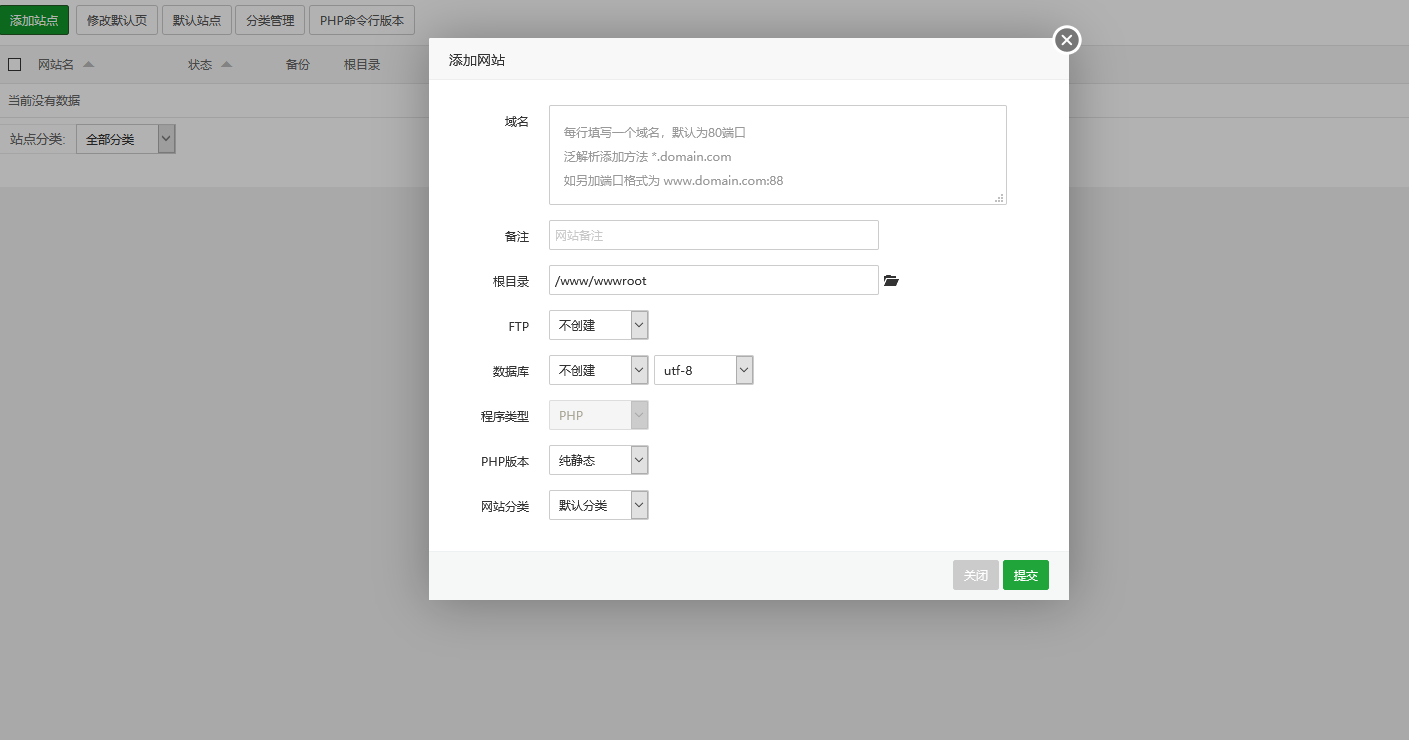 添加站点 修改默认页 默认站点 分类管理 PHP命令行版本
网站名 状态 备份 根目录
当前没有数据
站点分类: 全部分类
添加网站
域名
每行填写一个域名，默认为80端口
泛解析添加方法 *.domain.com
如另加端口格式为 www.domain.com:88
备注 网站备注
根目录 /www/wwwroot
FTP 不创建
数据库 不创建 utf-8
程序类型 PHP
PHP版本 纯静态
网站分类 默认分类
关闭 提交